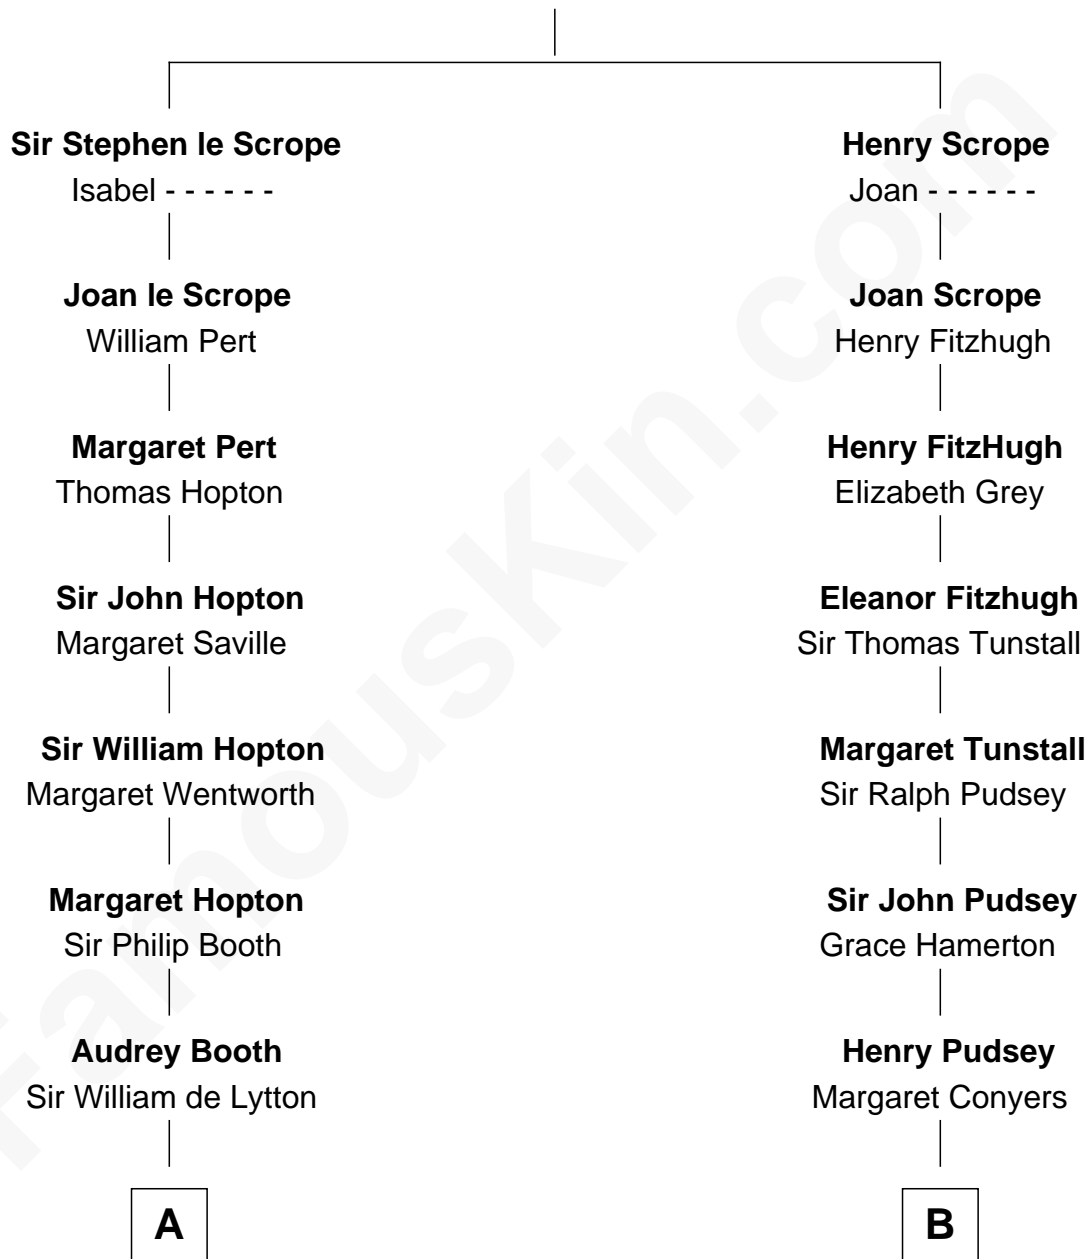 Sir Stephen le Scrope
Isabel - - - - - -
Joan le Scrope
William Pert
Margaret Pert
Thomas Hopton
Sir John Hopton
Margaret Saville
Sir William Hopton
Margaret Wentworth
Margaret Hopton
Sir Philip Booth
Audrey Booth
Sir William de Lytton
A
Henry Scrope
Joan - - - - - -
Joan Scrope
Henry Fitzhugh
Henry FitzHugh
Elizabeth Grey
Eleanor Fitzhugh
Sir Thomas Tunstall
Margaret Tunstall
Sir Ralph Pudsey
Sir John Pudsey
Grace Hamerton
Henry Pudsey
Margaret Conyers
B
FamousKin.com